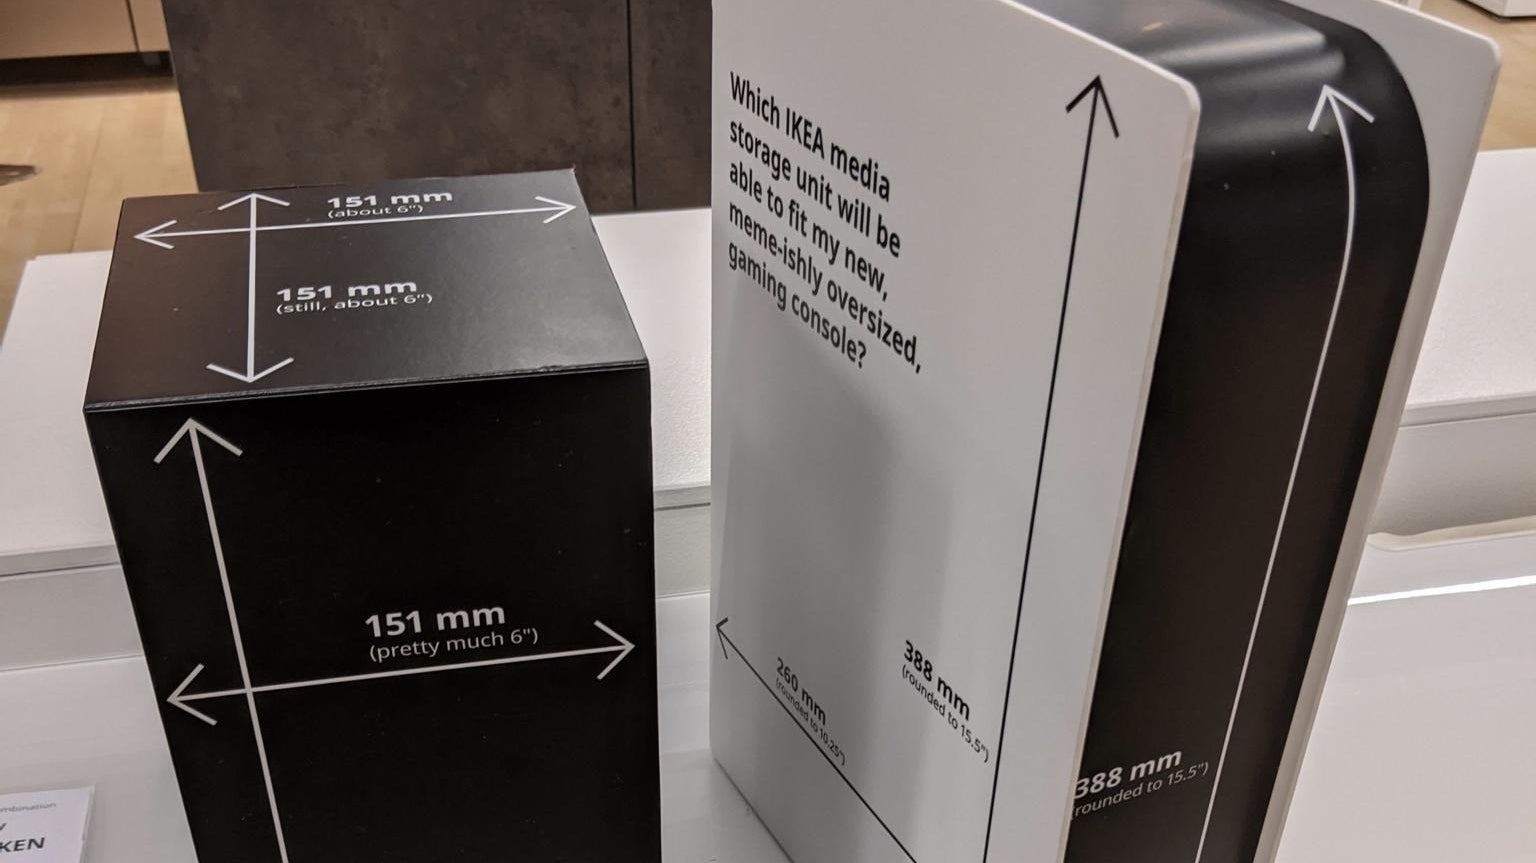 151 mm
(about 6")
151 mm
(still, about 6")
151 mm
(pretty much 6")
Which IKEA media
storage unit will be
able to fit my new,
meme-ishly oversized,
gaming console?
260 mm
(rounded to 10.25")
388 mm
(rounded to 15.5")
388 mm
(rounded to 15.5")